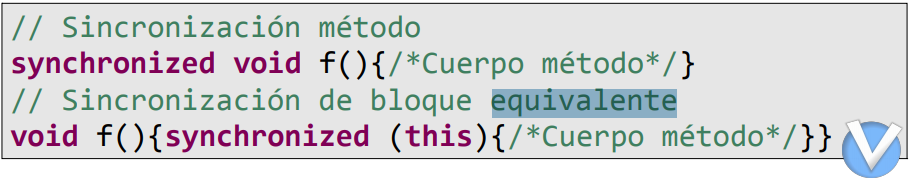 // Sincronización método
synchronized void f(){/*Cuerpo método*/}
// Sincronización de bloque equivalente
void f(){synchronized (this){/*Cuerpo método*/}}